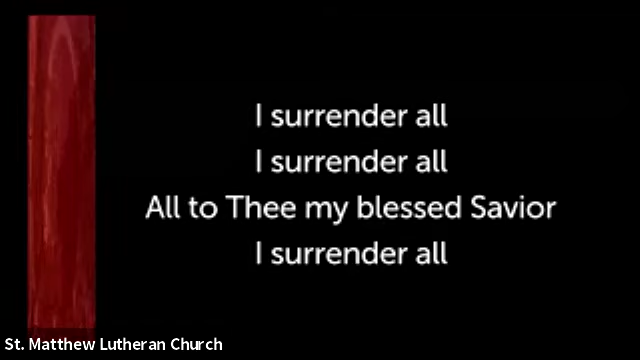 I surrender all
I surrender all
All to Thee my blessed Savior
I surrender all
St. Matthew Lutheran Church